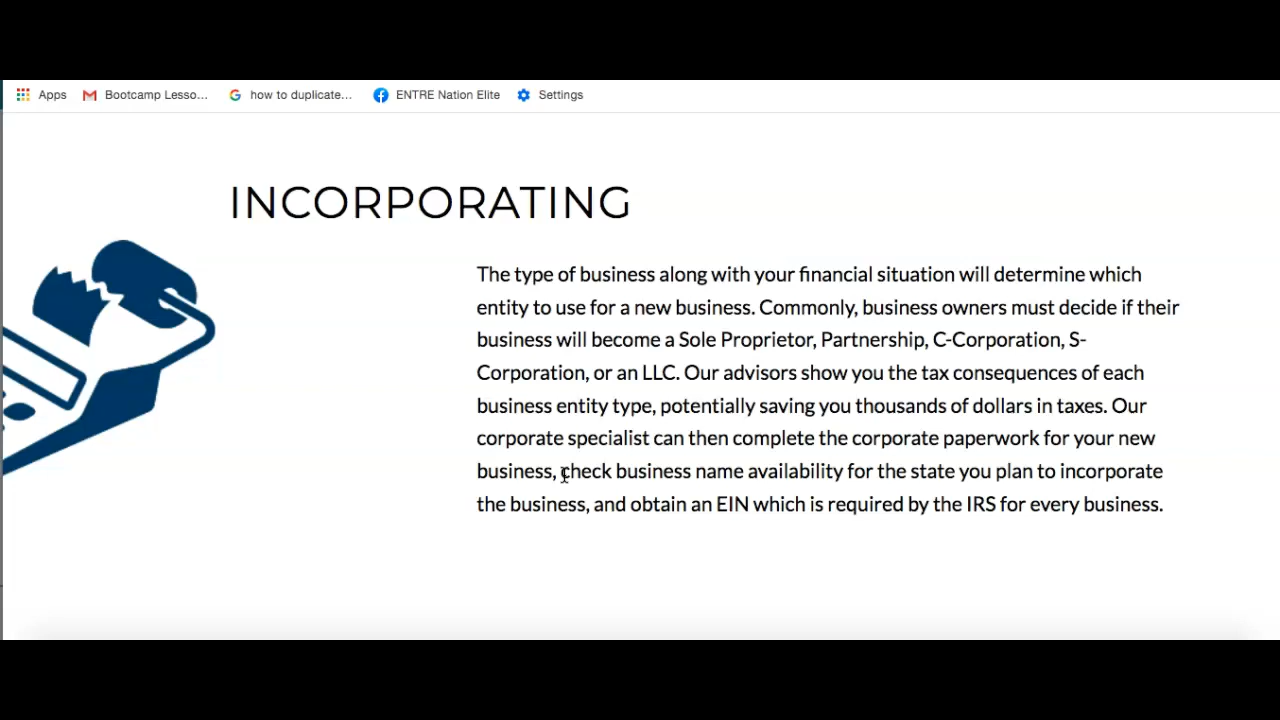 Apps Bootcamp Lesso... how to duplicate... ENTRE Nation Elite Settings
INCORPORATING
The type of business along with your financial situation will determine which
entity to use for a new business. Commonly, business owners must decide if their
business will become a Sole Proprietor, Partnership, C-Corporation, S-
Corporation, or an LLC. Our advisors show you the tax consequences of each
business entity type, potentially saving you thousands of dollars in taxes. Our
corporate specialist can then complete the corporate paperwork for your new
business, check business name availability for the state you plan to incorporate
the business, and obtain an EIN which is required by the IRS for every business.